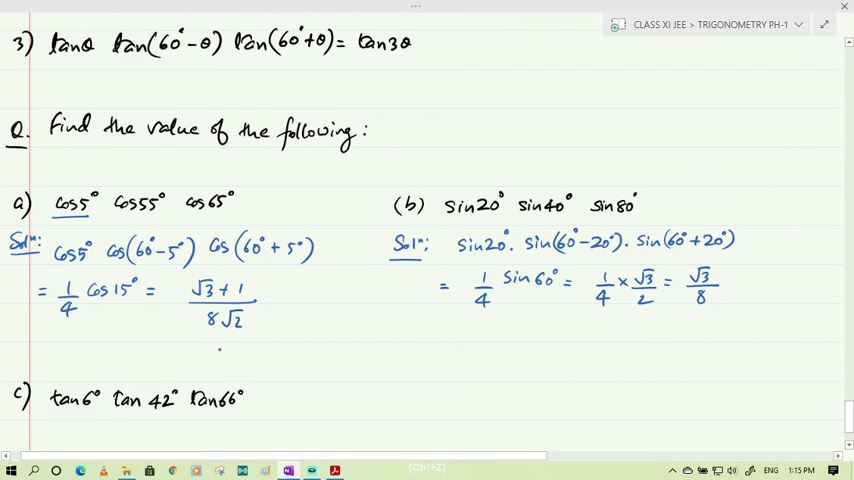 ...
CLASS XI JEE > TRIGONOMETRY PH-1
3) tanθ tan(60°-θ) tan(60°+θ) = tan3θ
Q. Find the value of the following:
a) cos5° cos55° cos65°
Solⁿ: cos5° cos(60°-5°) cos(60°+5°)
= 1/4 cos15° = √3+1/8√2
(b) sin20° sin40° sin80°
Solⁿ: sin20°. sin(60°-20°). sin(60°+20°)
= 1/4 sin60° = 1/4 × √3/2 = √3/8
c) tan6° tan42° tan66°
[Ctrl+Z]
ENG 1:15 PM